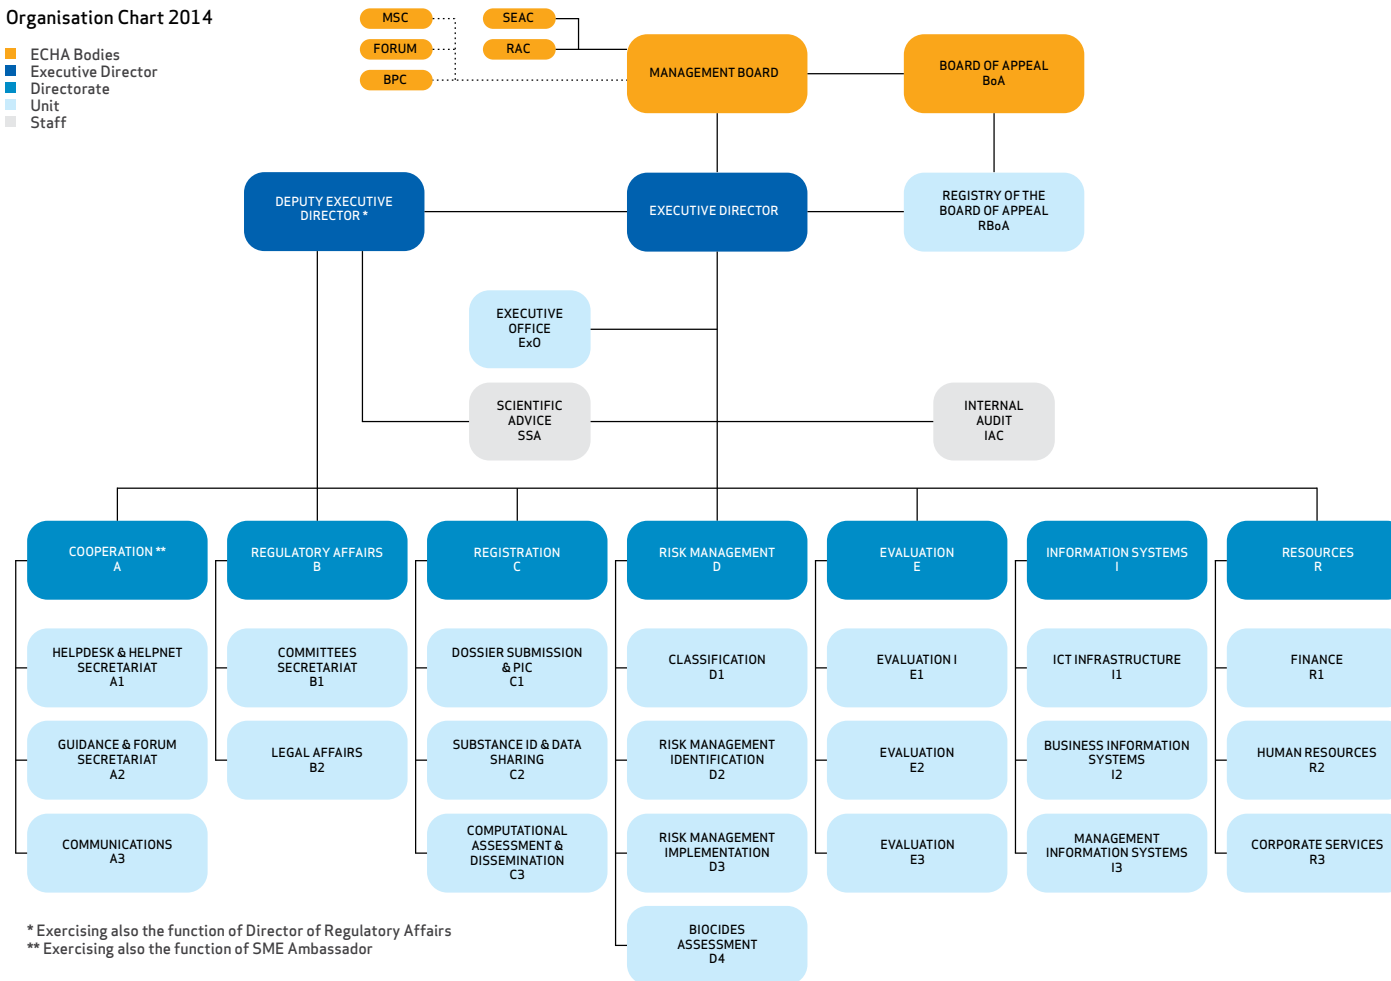 Organisation Chart 2014
ECHA Bodies
Executive Director
Directorate
Unit
Staff
MSC
FORUM
BPC
SEAC
RAC
MANAGEMENT BOARD
BOARD OF APPEAL
BoA
DEPUTY EXECUTIVE
DIRECTOR *
EXECUTIVE DIRECTOR
REGISTRY OF THE
BOARD OF APPEAL
RBoA
EXECUTIVE
OFFICE
ExO
SCIENTIFIC
ADVICE
SSA
INTERNAL
AUDIT
IAC
COOPERATION **
A
REGULATORY AFFAIRS
B
REGISTRATION
C
RISK MANAGEMENT
D
EVALUATION
E
INFORMATION SYSTEMS
I
RESOURCES
R
HELPDESK & HELPNET
SECRETARIAT
A1
COMMITTEES
SECRETARIAT
B1
DOSSIER SUBMISSION
& PIC
C1
CLASSIFICATION
D1
EVALUATION I
E1
ICT INFRASTRUCTURE
I1
FINANCE
R1
GUIDANCE & FORUM
SECRETARIAT
A2
LEGAL AFFAIRS
B2
SUBSTANCE ID & DATA
SHARING
C2
RISK MANAGEMENT
IDENTIFICATION
D2
EVALUATION
E2
BUSINESS INFORMATION
SYSTEMS
I2
HUMAN RESOURCES
R2
COMMUNICATIONS
A3
COMPUTATIONAL
ASSESSMENT &
DISSEMINATION
C3
RISK MANAGEMENT
IMPLEMENTATION
D3
EVALUATION
E3
MANAGEMENT
INFORMATION SYSTEMS
I3
CORPORATE SERVICES
R3
BIOCIDES
ASSESSMENT
D4
* Exercising also the function of Director of Regulatory Affairs
** Exercising also the function of SME Ambassador